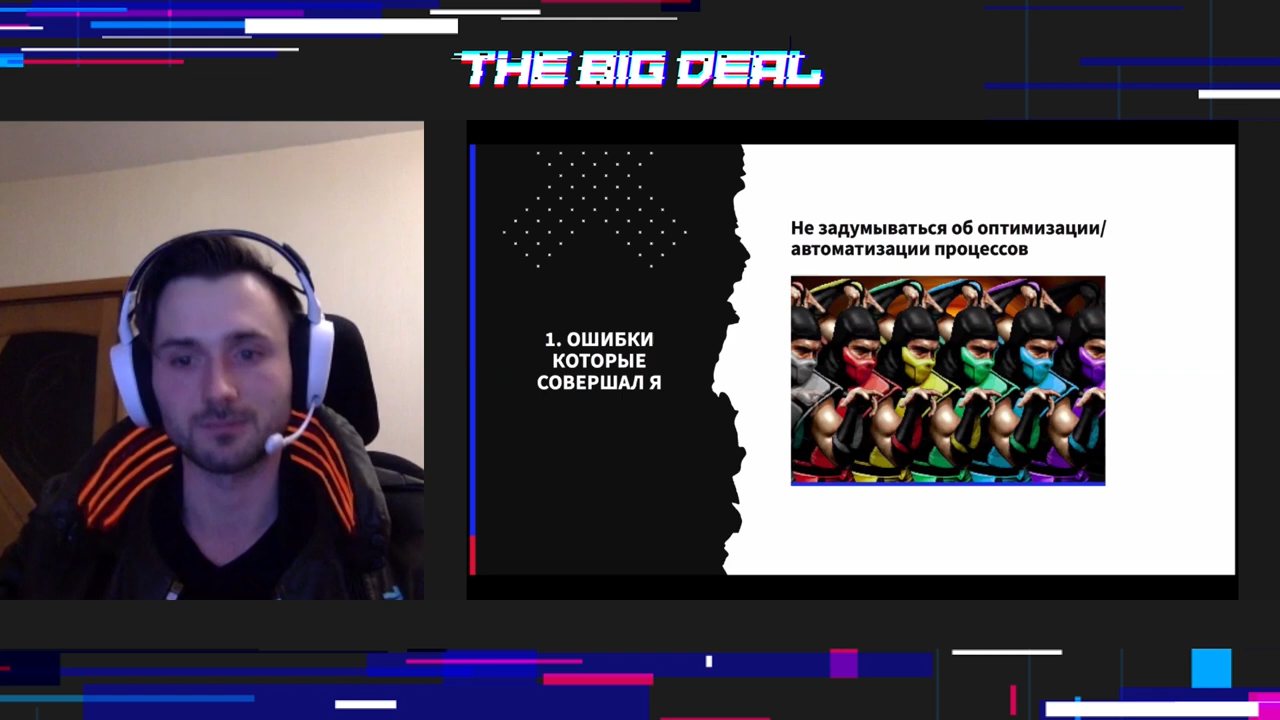 THE BIG DEAL
1. ОШИБКИ
КОТОРЫЕ
СОВЕРШАЛ Я
Не задумываться об оптимизации/
автоматизации процессов